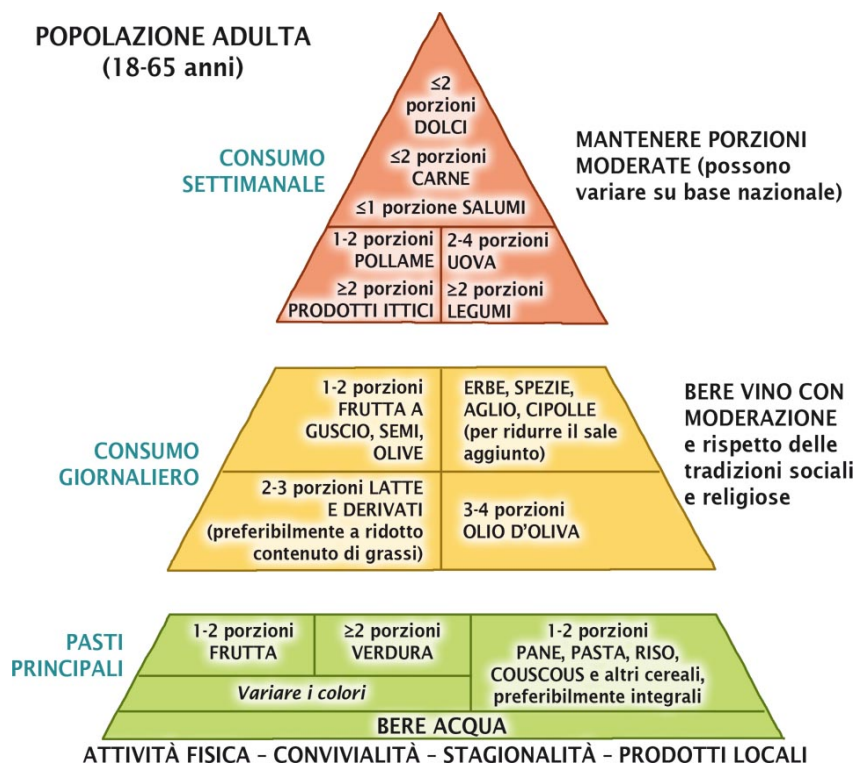 POPOLAZIONE ADULTA
(18-65 anni)
≤2
porzioni
DOLCI
≤2 porzioni
CARNE
≤1 porzione SALUMI
CONSUMO
SETTIMANALE
MANTENERE PORZIONI
MODERATE (possono
variare su base nazionale)
1-2 porzioni
POLLAME
2-4 porzioni
UOVA
≥2 porzioni
PRODOTTI ITTICI
≥2 porzioni
LEGUMI
CONSUMO
GIORNALIERO
1-2 porzioni
FRUTTA A
GUSCIO, SEMI,
OLIVE
ERBE, SPEZIE,
AGLIO, CIPOLLE
(per ridurre il sale
aggiunto)
BERE VINO CON
MODERAZIONE
e rispetto delle
tradizioni sociali
e religiose
2-3 porzioni LATTE
E DERIVATI
(preferibilmente a ridotto
contenuto di grassi)
3-4 porzioni
OLIO D'OLIVA
PASTI
PRINCIPALI
1-2 porzioni
FRUTTA
≥2 porzioni
VERDURA
1-2 porzioni
PANE, PASTA, RISO,
COUSCOUS e altri cereali,
preferibilmente integrali
Variare i colori
BERE ACQUA
ATTIVITÀ FISICA – CONVIVIALITÀ – STAGIONALITÀ – PRODOTTI LOCALI